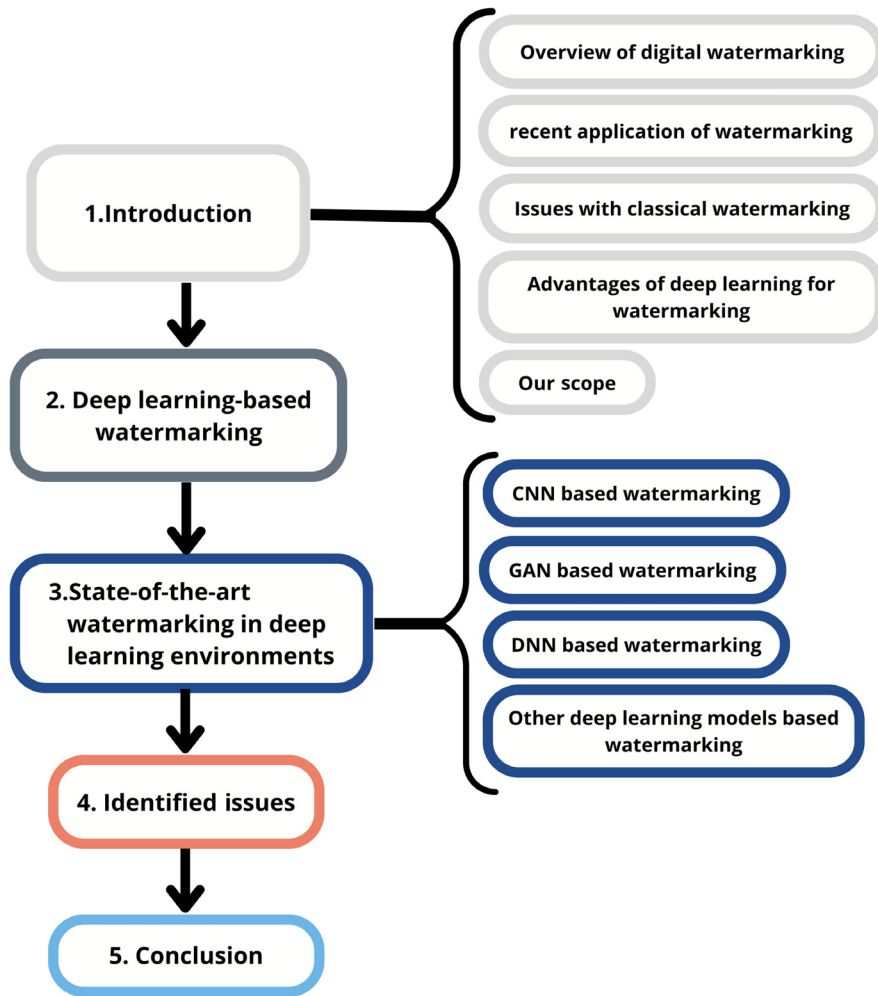 1.Introduction
Overview of digital watermarking
recent application of watermarking
Issues with classical watermarking
Advantages of deep learning for
watermarking
Our scope
2. Deep learning-based
watermarking
3.State-of-the-art
watermarking in deep
learning environments
CNN based watermarking
GAN based watermarking
DNN based watermarking
Other deep learning models based
watermarking
4. Identified issues
5. Conclusion